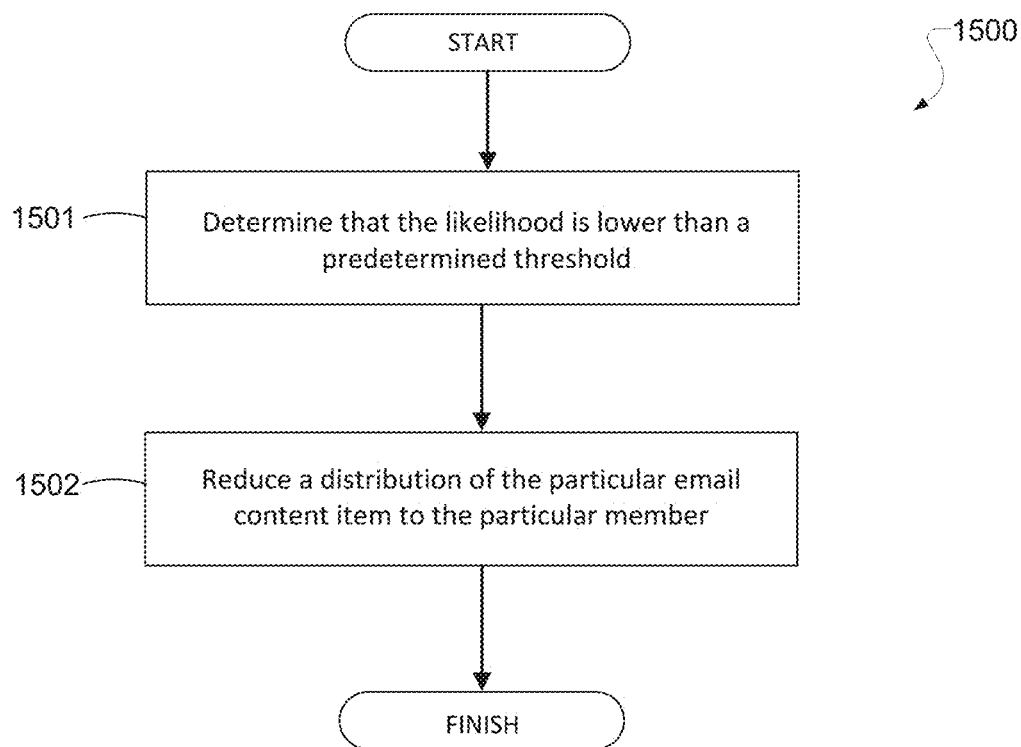 START
1500
1501
Determine that the likelihood is lower than a
predetermined threshold
1502
Reduce a distribution of the particular email
content item to the particular member
FINISH